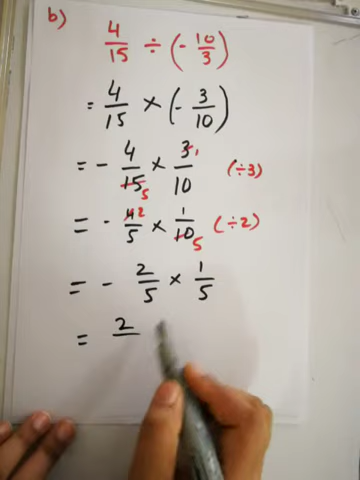 b) 4/15 ÷ (- 10/3)
= 4/15 × (- 3/10)
= - 4/15 5 × 3 1/10 (÷3)
= - 4 2/5 × 1/10 5 (÷2)
= - 2/5 × 1/5
= 2